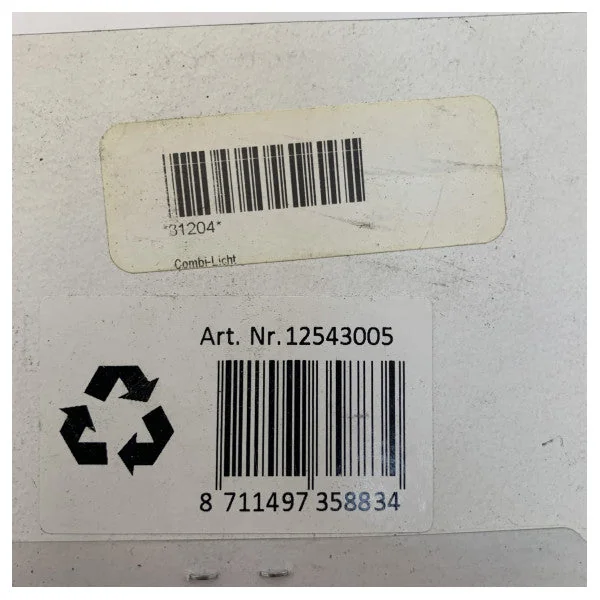 *31204*
Combi-Licht
Art. Nr. 12543005
8 711497 358834